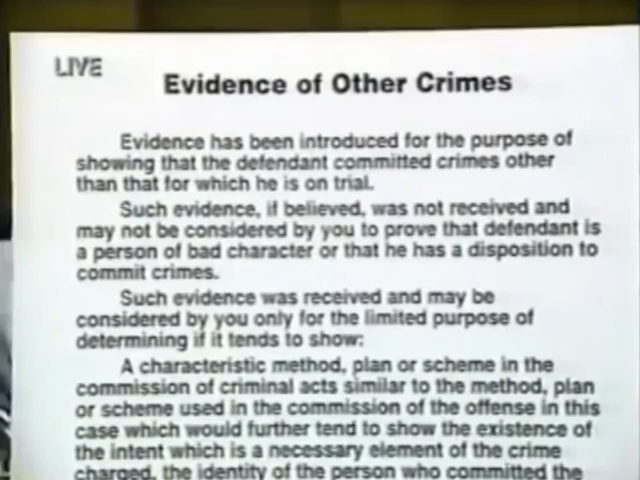 LIVE
Evidence of Other Crimes
Evidence has been introduced for the purpose of
showing that the defendant committed crimes other
than that for which he is on trial.
Such evidence, if believed, was not received and
may not be considered by you to prove that defendant is
a person of bad character or that he has a disposition to
commit crimes.
Such evidence was received and may be
considered by you only for the limited purpose of
determining if it tends to show:
A characteristic method, plan or scheme in the
commission of criminal acts similar to the method, plan
or scheme used in the commission of the offense in this
case which would further tend to show the existence of
the intent which is a necessary element of the crime
charged, the identity of the person who committed the